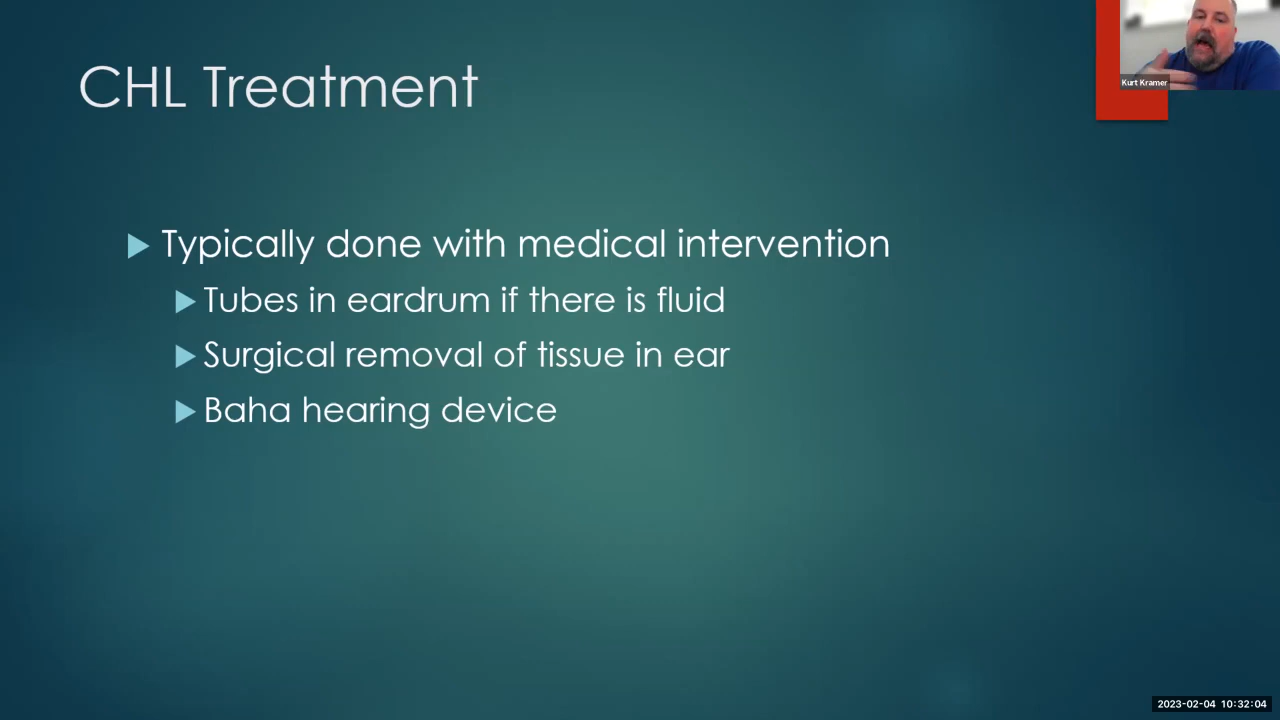 CHL Treatment
Kurt Kramer
Typically done with medical intervention
Tubes in eardrum if there is fluid
Surgical removal of tissue in ear
Baha hearing device
2023-02-04 10:32:04